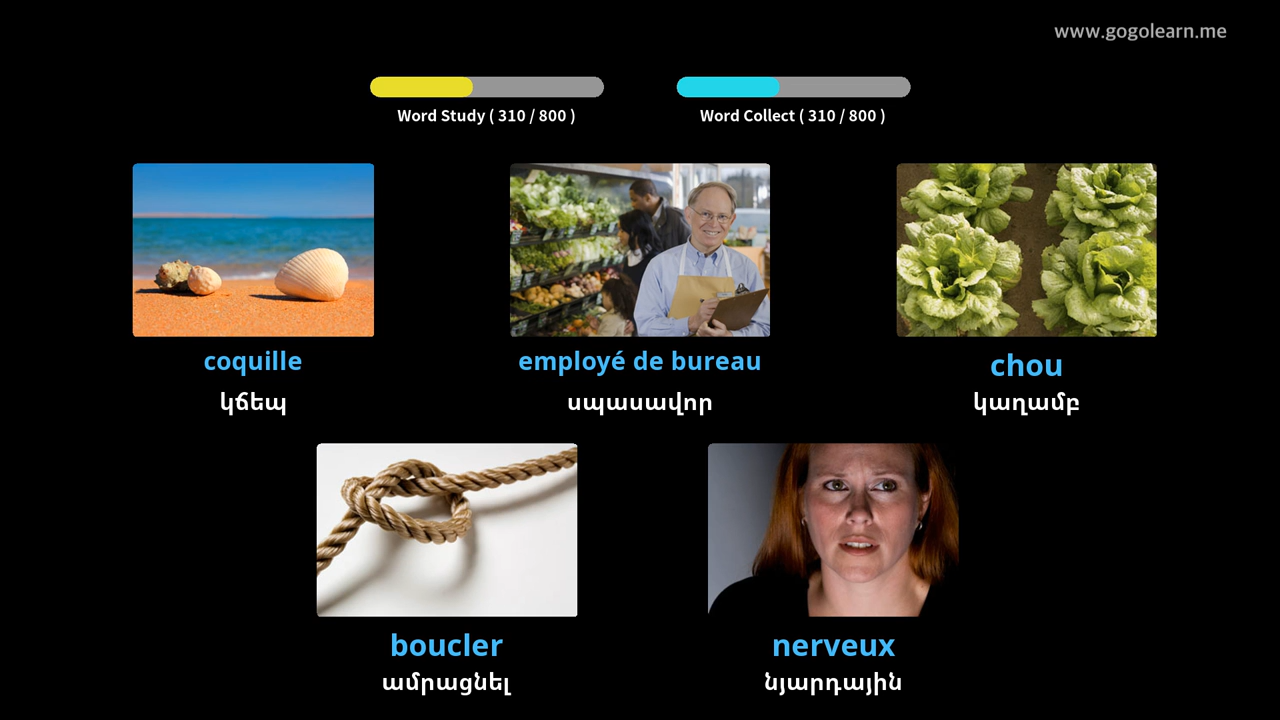 www.gogolearn.me
Word Study ( 310 / 800 )
Word Collect ( 310 / 800 )
coquille
կճեպ
employé de bureau
սպասավոր
chou
կաղամբ
boucler
ամրացնել
nerveux
նյարդային